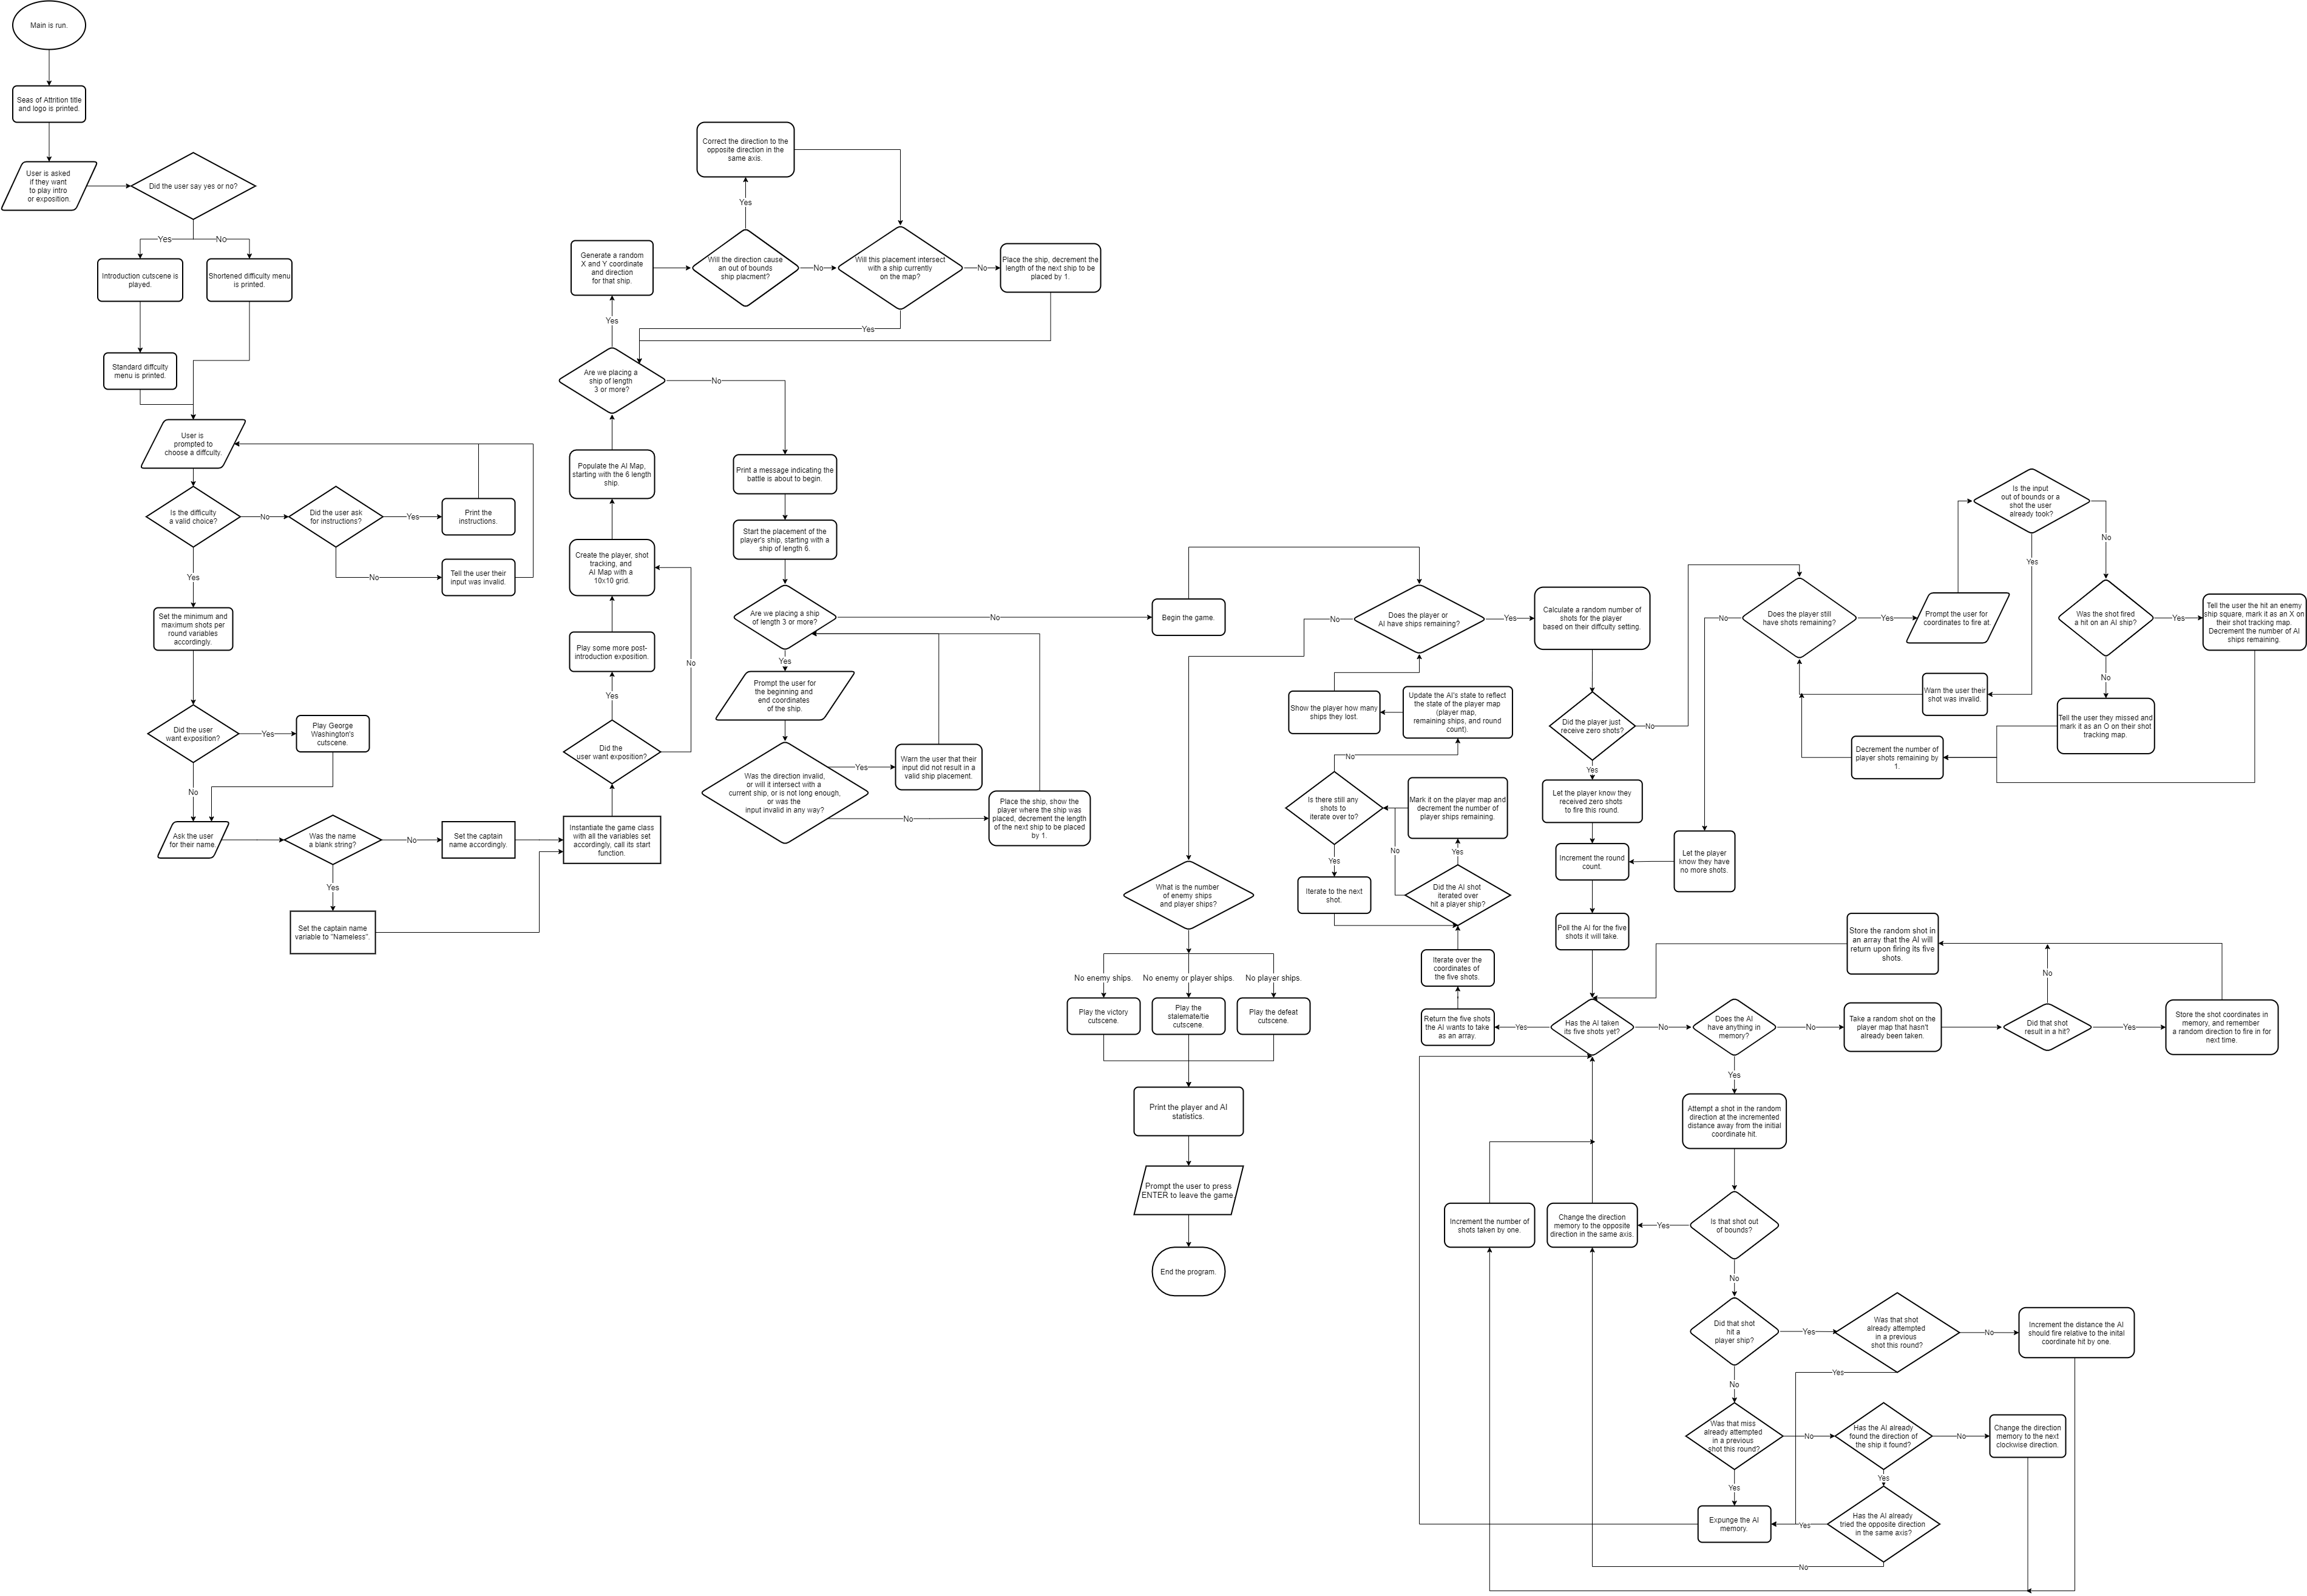 Main is run.
Seas of Attrition title
and logo is printed.
User is asked
if they want
to play intro
or exposition.
Did the user say yes or no?
Yes
No
Introduction cutscene is
played.
Shortened difficulty menu
is printed.
Standard diffculty
menu is printed.
User is
prompted to
choose a diffculty.
Is the difficulty
a valid choice?
No
Did the user ask
for instructions?
Yes
Print the
instructions.
No
Tell the user their
input was invalid.
Yes
Set the minimum and
maximum shots per
round variables
accordingly.
Did the user
want exposition?
Yes
Play George
Washington's
cutscene.
No
Ask the user
for their name.
Was the name
a blank string?
No
Set the captain
name accordingly.
Yes
Set the captain name
variable to "Nameless".
Instantiate the game class
with all the variables set
accordingly, call its start
function.
Did the
user want exposition?
Yes
No
Play some more post-
introduction exposition.
Create the player, shot
tracking, and
AI Map with a
10x10 grid.
Populate the AI Map,
starting with the 6 length
ship.
Are we placing a
ship of length
3 or more?
Yes
No
Generate a random
X and Y coordinate
and direction
for that ship.
Will the direction cause
an out of bounds
ship placment?
Yes
Correct the direction to the
opposite direction in the
same axis.
No
Will this placement intersect
with a ship currently
on the map?
Yes
No
Place the ship, decrement the
length of the next ship to be
placed by 1.
Print a message indicating the
battle is about to begin.
Start the placement of the
player's ship, starting with a
ship of length 6.
Are we placing a ship
of length 3 or more?
No
Yes
Prompt the user for
the beginning and
end coordinates
of the ship.
Was the direction invalid,
or will it intersect with a
current ship, or is not long enough,
or was the
input invalid in any way?
Yes
Warn the user that their
input did not result in a
valid ship placement.
No
Place the ship, show the
player where the ship was
placed, decrement the length
of the next ship to be placed
by 1.
Begin the game.
Does the player or
AI have ships remaining?
No
Yes
What is the number
of enemy ships
and player ships?
No enemy ships.
No enemy or player ships.
No player ships.
Play the victory
cutscene.
Play the
stalemate/tie
cutscene.
Play the defeat
cutscene.
Print the player and AI
statistics.
Prompt the user to press
ENTER to leave the game.
End the program.
Calculate a random number of
shots for the player
based on their diffculty setting.
Did the player just
receive zero shots?
No
Yes
Let the player know they
received zero shots
to fire this round.
Increment the round
count.
Poll the AI for the five
shots it will take.
Does the player still
have shots remaining?
No
Yes
Let the player
know they have
no more shots.
Prompt the user for
coordinates to fire at.
Is the input
out of bounds or a
shot the user
already took?
Yes
No
Warn the user their
shot was invalid.
Was the shot fired
a hit on an AI ship?
Yes
Tell the user the hit an enemy
ship square, mark it as an X on
their shot tracking map.
Decrement the number of AI
ships remaining.
No
Tell the user they missed and
mark it as an O on their shot
tracking map.
Decrement the number of
player shots remaining by
1.
Has the AI taken
its five shots yet?
Yes
Return the five shots
the AI wants to take
as an array.
Iterate over the
coordinates of
the five shots.
Did the AI shot
iterated over
hit a player ship?
Yes
No
Mark it on the player map and
decrement the number of
player ships remaining.
Is there still any
shots to
iterate over to?
Yes
Iterate to the next
shot.
No
Update the AI's state to reflect
the state of the player map
(player map,
remaining ships, and round
count).
Show the player how many
ships they lost.
No
Does the AI
have anything in
memory?
No
Take a random shot on the
player map that hasn't
already been taken.
Did that shot
result in a hit?
No
Yes
Store the random shot in
an array that the AI will
return upon firing its five
shots.
Store the shot coordinates in
memory, and remember
a random direction to fire in for
next time.
Yes
Attempt a shot in the random
direction at the incremented
distance away from the initial
coordinate hit.
Is that shot out
of bounds?
Yes
Change the direction
memory to the opposite
direction in the same axis.
Increment the number of
shots taken by one.
No
Did that shot
hit a
player ship?
Yes
Was that shot
already attempted
in a previous
shot this round?
No
Increment the distance the AI
should fire relative to the inital
coordinate hit by one.
Yes
No
Was that miss
already attempted
in a previous
shot this round?
No
Has the AI already
found the direction of
the ship it found?
No
Change the direction
memory to the next
clockwise direction.
Yes
Yes
Expunge the AI
memory.
Yes
Has the AI already
tried the opposite direction
in the same axis?
No